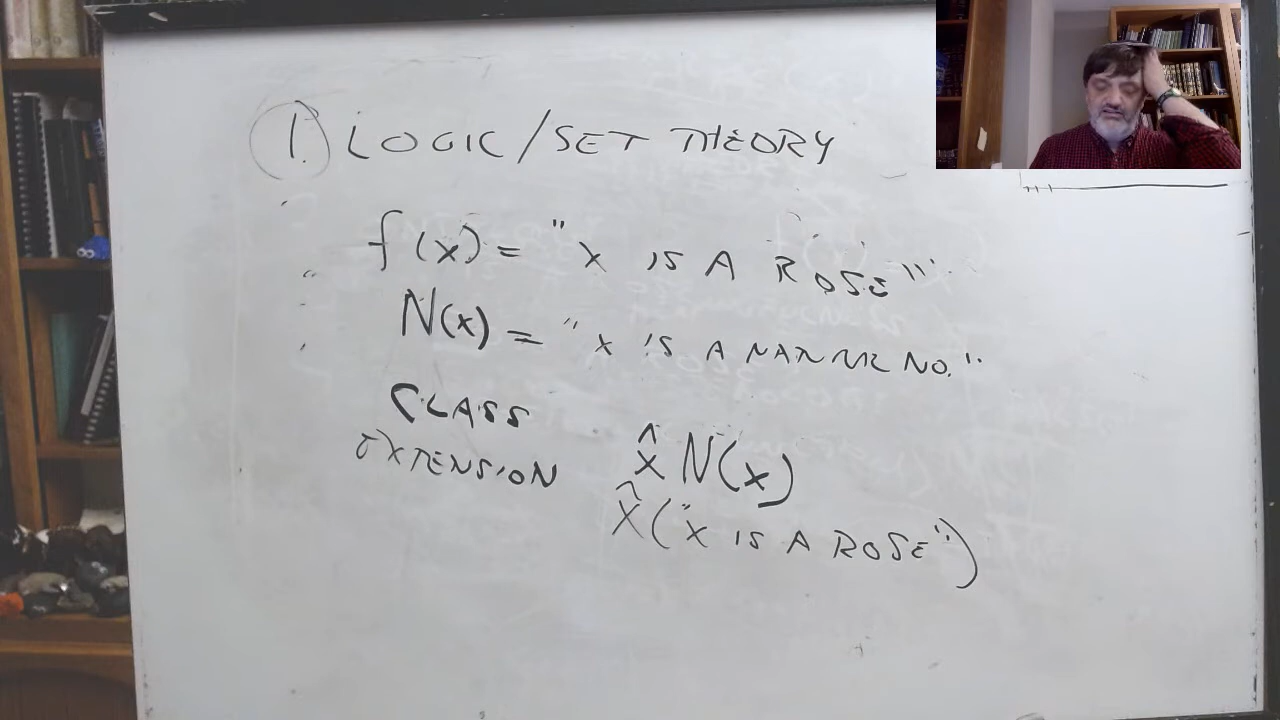 1. LOGIC/SET THEORY
f(x) = "x IS A ROSE"
N(x) = "x IS A NATURAL NO."
CLASS
EXTENSION x̂ N(x)
x̂("x IS A ROSE")